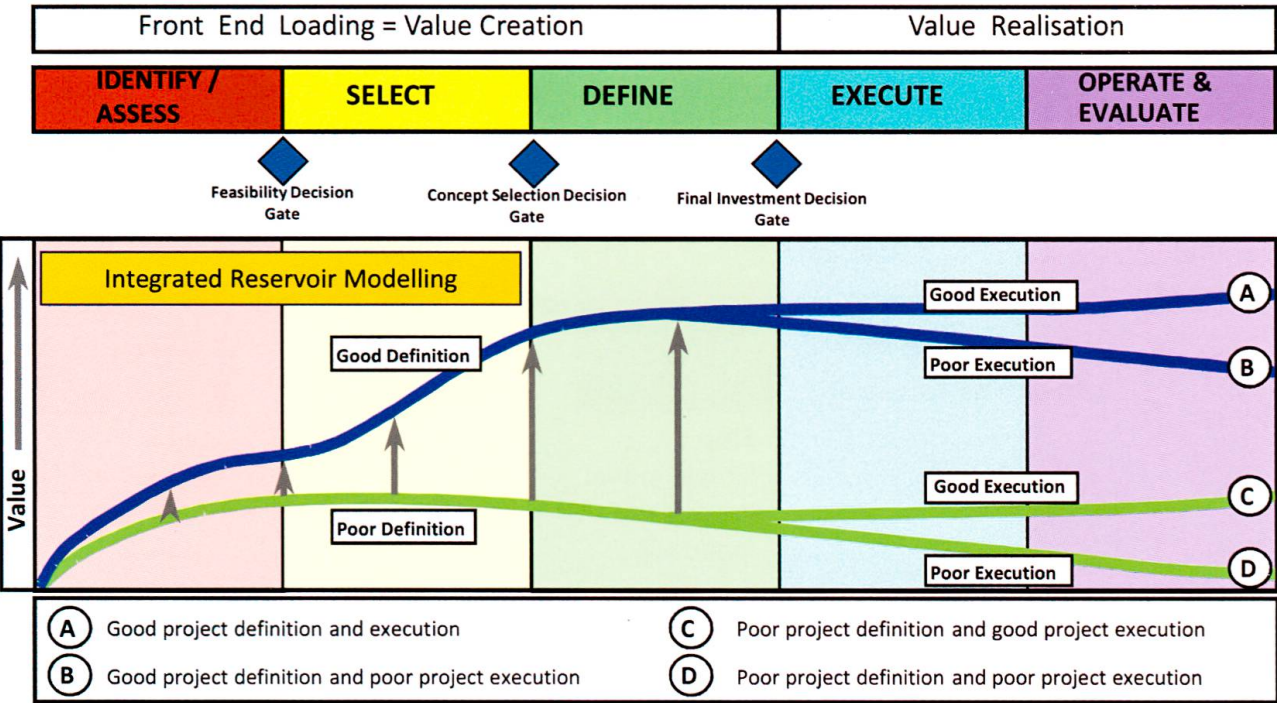 Front End Loading = Value Creation
Value Realisation
IDENTIFY /
ASSESS
SELECT
DEFINE
EXECUTE
OPERATE &
EVALUATE
Feasibility Decision
Gate
Concept Selection Decision
Gate
Final Investment Decision
Gate
Integrated Reservoir Modelling
Value
Good Definition
Poor Definition
Good Execution
A
Poor Execution
B
Good Execution
C
Poor Execution
D
A Good project definition and execution
B Good project definition and poor project execution
C Poor project definition and good project execution
D Poor project definition and poor project execution